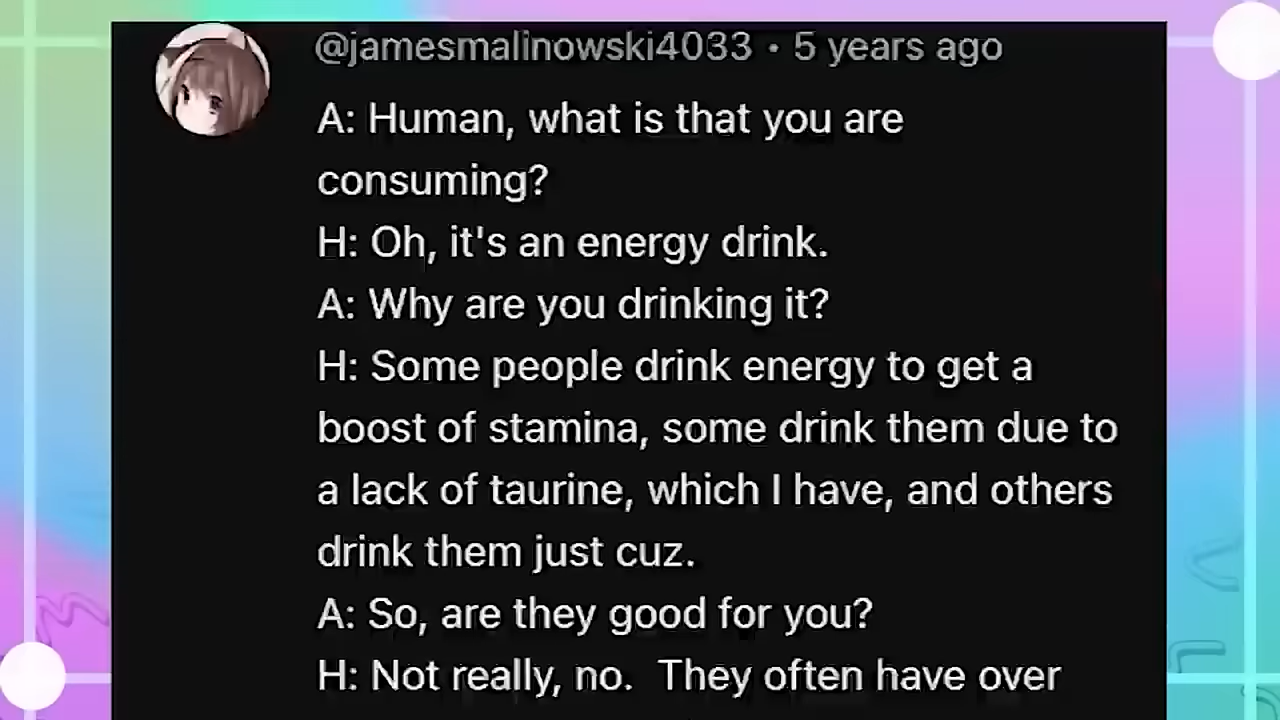 @jamesmalinowski4033 • 5 years ago
A: Human, what is that you are
consuming?
H: Oh, it's an energy drink.
A: Why are you drinking it?
H: Some people drink energy to get a
boost of stamina, some drink them due to
a lack of taurine, which I have, and others
drink them just cuz.
A: So, are they good for you?
H: Not really, no.  They often have over